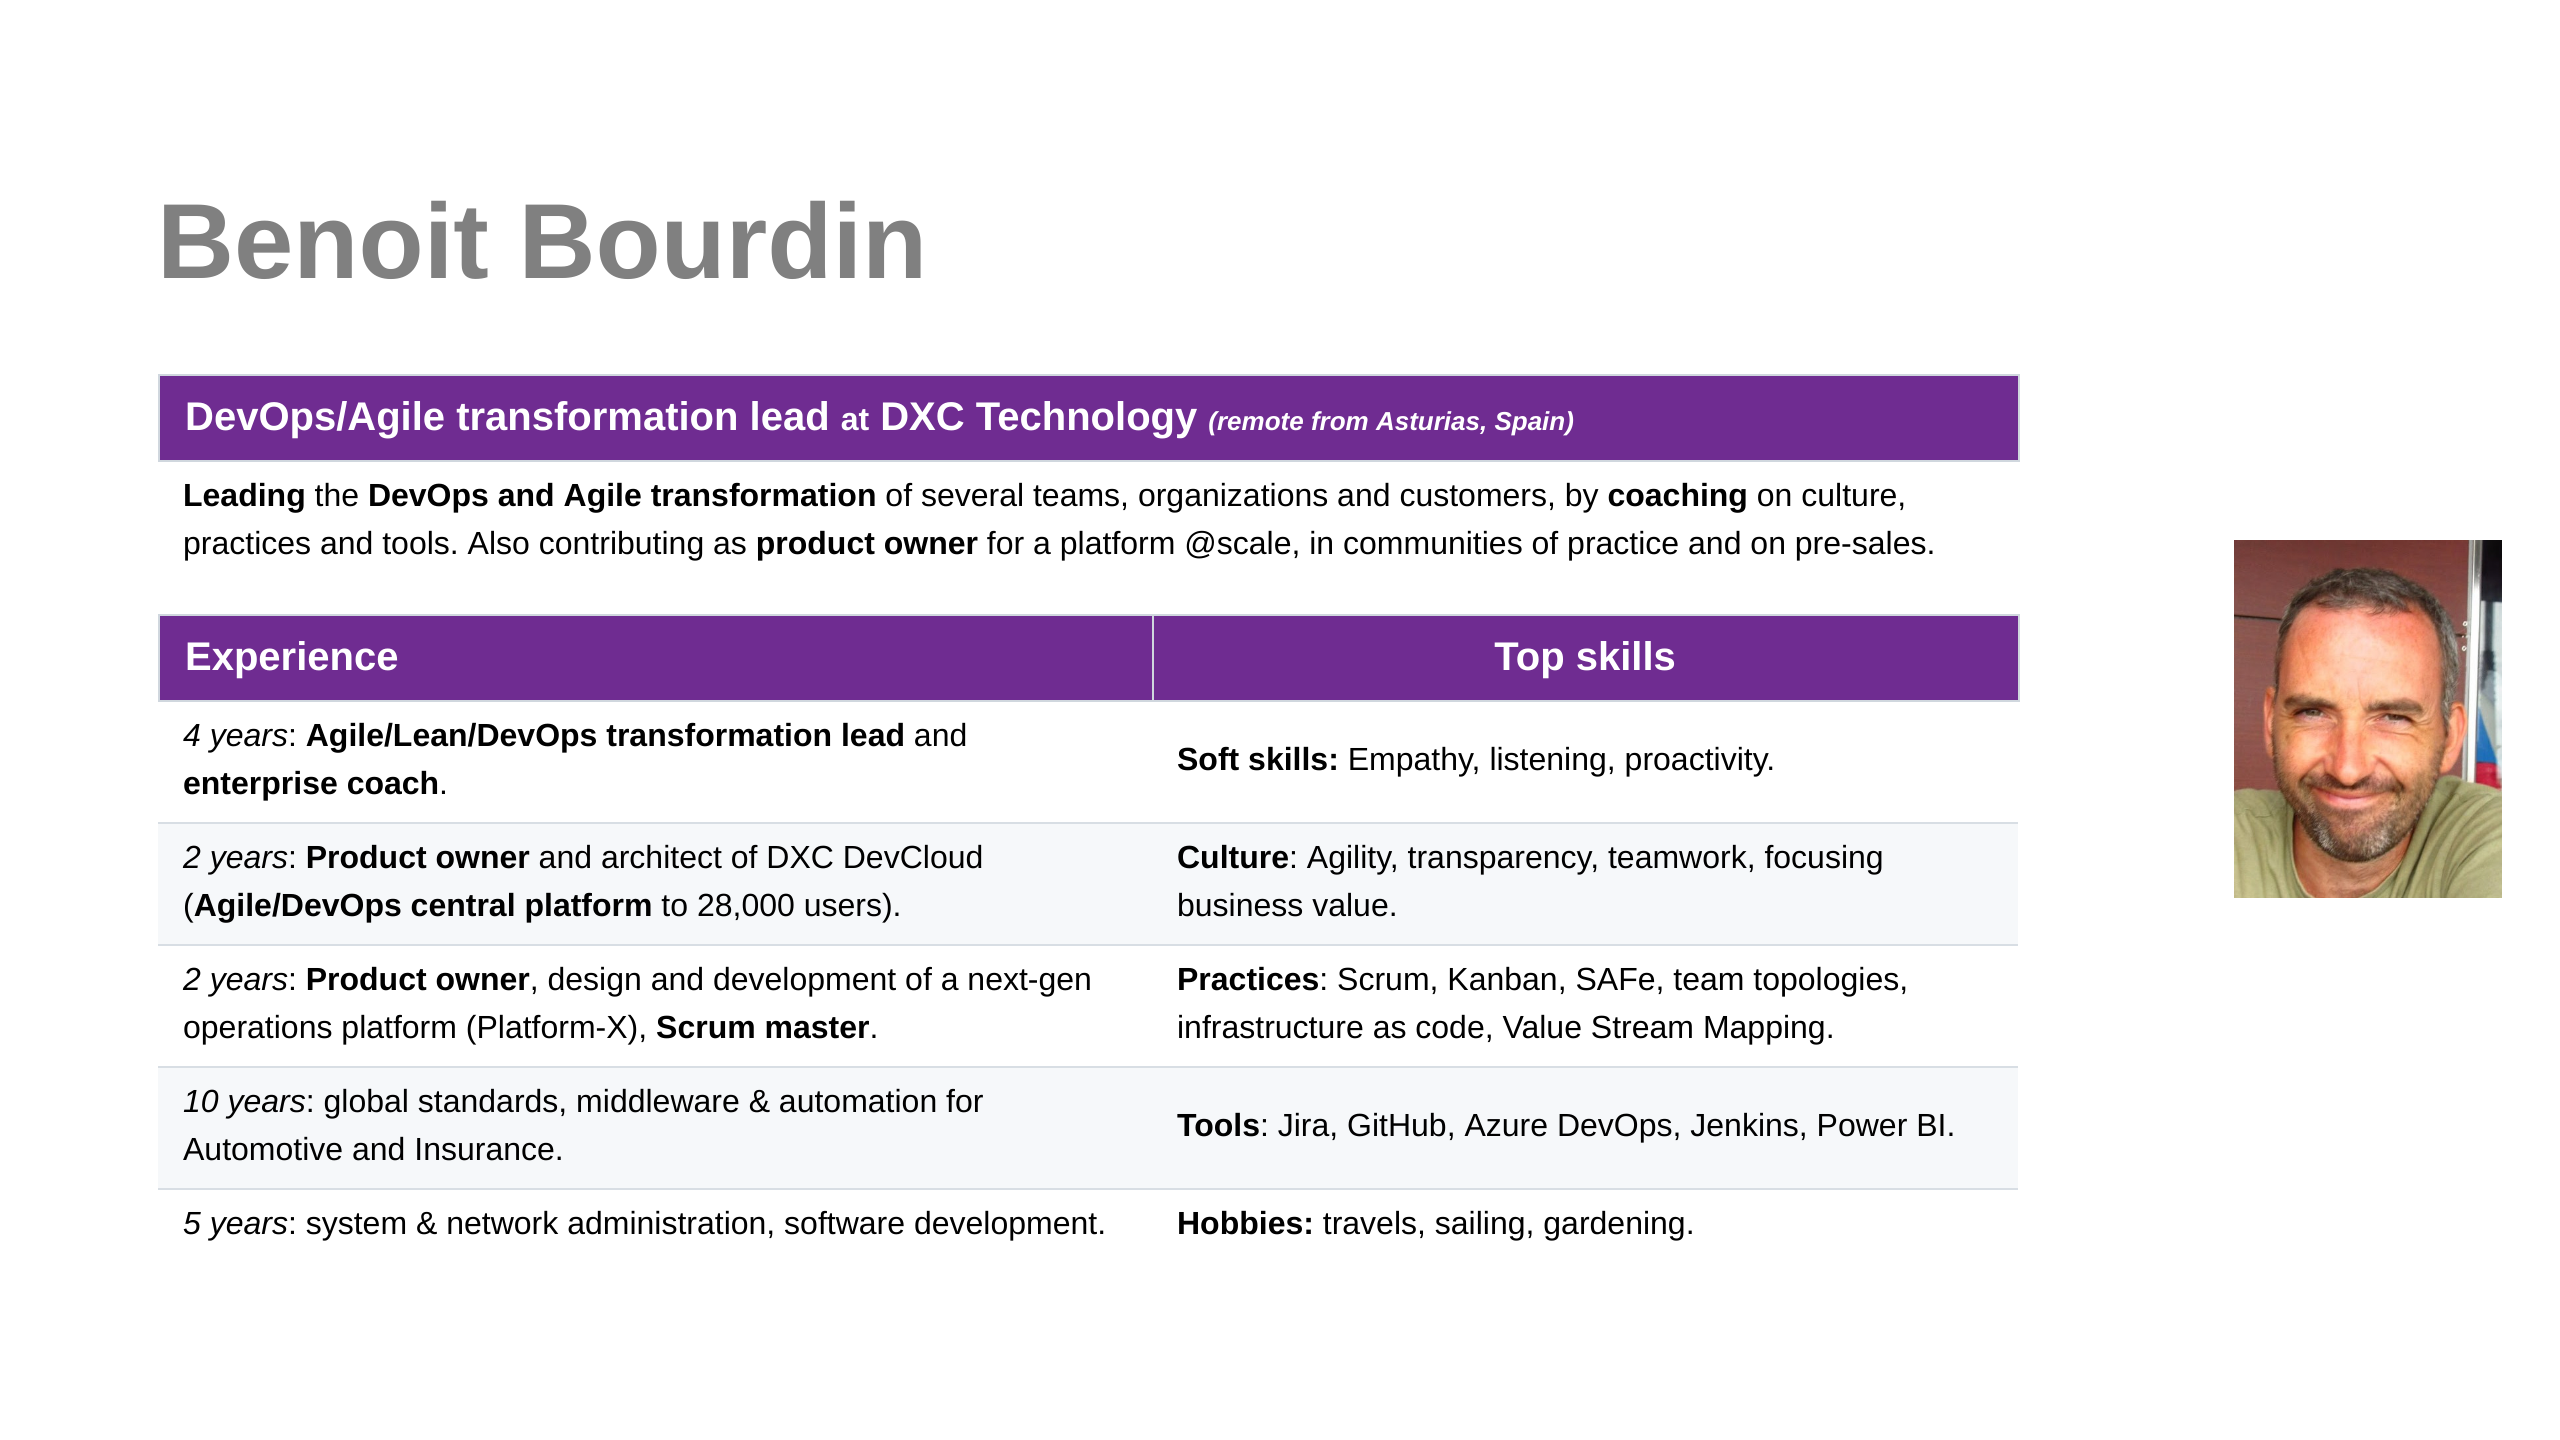 Benoit Bourdin
DevOps/Agile transformation lead at DXC Technology (remote from Asturias, Spain)
Leading the DevOps and Agile transformation of several teams, organizations and customers, by coaching on culture,
practices and tools. Also contributing as product owner for a platform @scale, in communities of practice and on pre-sales.
Experience
Top skills
4 years: Agile/Lean/DevOps transformation lead and
enterprise coach.
Soft skills: Empathy, listening, proactivity.
2 years: Product owner and architect of DXC DevCloud
(Agile/DevOps central platform to 28,000 users).
Culture: Agility, transparency, teamwork, focusing
business value.
2 years: Product owner, design and development of a next-gen
operations platform (Platform-X), Scrum master.
Practices: Scrum, Kanban, SAFe, team topologies,
infrastructure as code, Value Stream Mapping.
10 years: global standards, middleware & automation for
Automotive and Insurance.
Tools: Jira, GitHub, Azure DevOps, Jenkins, Power BI.
5 years: system & network administration, software development.
Hobbies: travels, sailing, gardening.